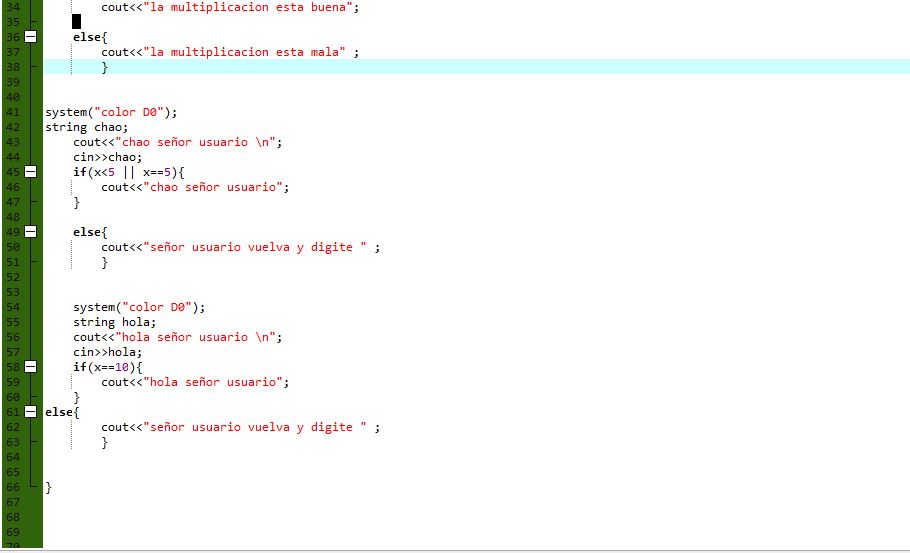 34 cout<<"la multiplicacion esta buena";
35
36 else{
37 cout<<"la multiplicacion esta mala" ;
38 }
39
40
41 system("color D0");
42 string chao;
43 cout<<"chao señor usuario \n";
44 cin>>chao;
45 if(x<5 || x==5){
46 cout<<"chao señor usuario";
47 }
48
49 else{
50 cout<<"señor usuario vuelva y digite " ;
51 }
52
53
54 system("color D0");
55 string hola;
56 cout<<"hola señor usuario \n";
57 cin>>hola;
58 if(x==10){
59 cout<<"hola señor usuario";
60 }
61 else{
62 cout<<"señor usuario vuelva y digite " ;
63 }
64
65
66 }
67
68
69
70